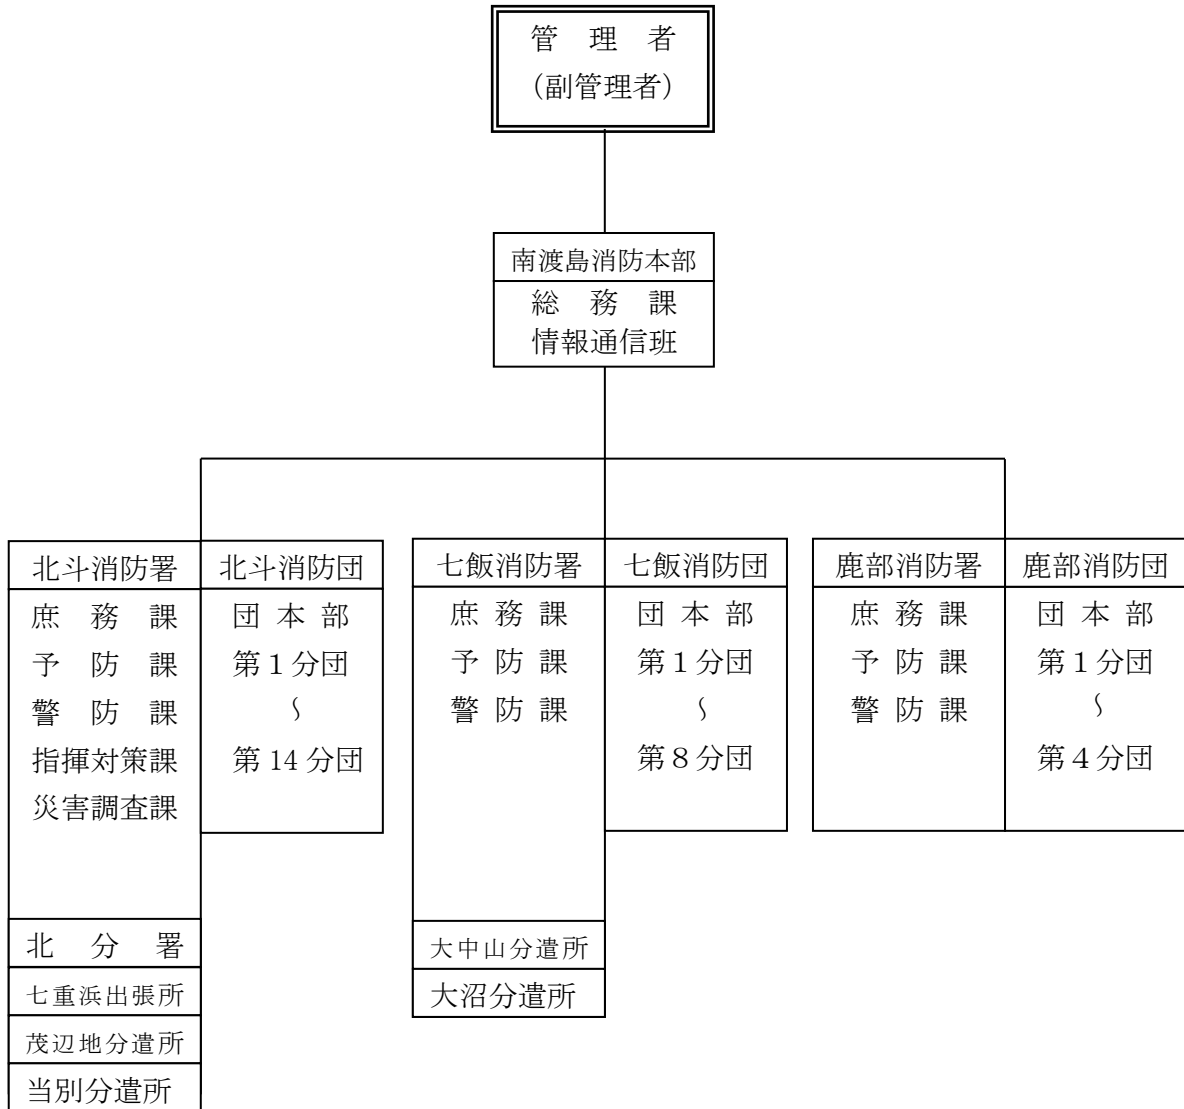 管　理　者
（副管理者）
南渡島消防本部
総　務　課
情報通信班
北斗消防署
庶　務　課
予　防　課
警　防　課
指揮対策課
災害調査課
北　分　署
七重浜出張所
茂辺地分遣所
当別分遣所
北斗消防団
団 本 部
第１分団
～
第 14 分団
七飯消防署
庶 務 課
予 防 課
警 防 課
大中山分遣所
大沼分遣所
七飯消防団
団 本 部
第１分団
～
第８分団
鹿部消防署
庶 務 課
予 防 課
警 防 課
鹿部消防団
団 本 部
第１分団
～
第４分団